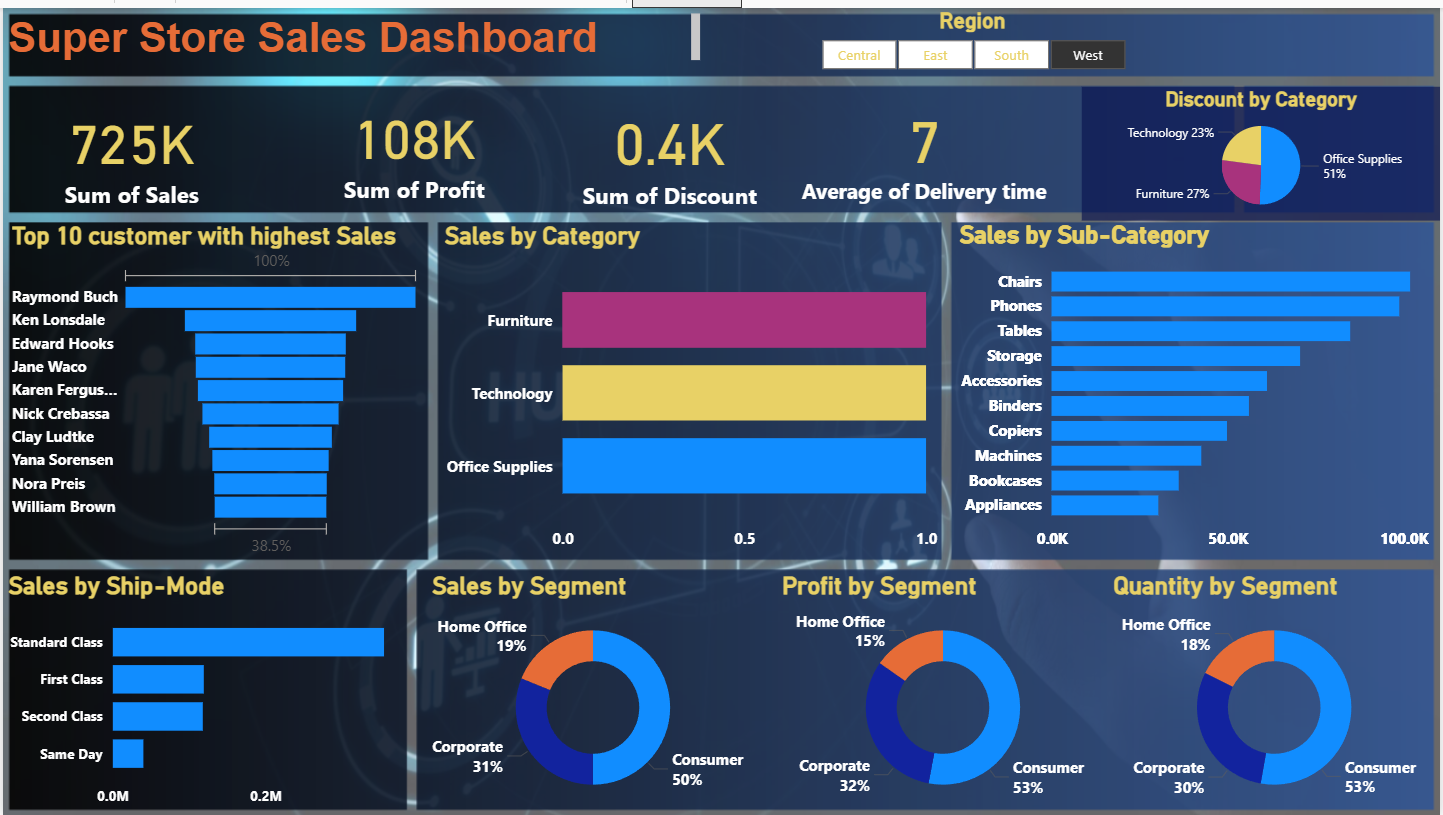 Super Store Sales Dashboard
Region
Central
East
South
West
725K
Sum of Sales
108K
Sum of Profit
0.4K
Sum of Discount
7
Average of Delivery time
Discount by Category
Technology 23%
Office Supplies
51%
Furniture 27%
Top 10 customer with highest Sales
100%
Raymond Buch
Ken Lonsdale
Edward Hooks
Jane Waco
Karen Fergus...
Nick Crebassa
Clay Ludtke
Yana Sorensen
Nora Preis
William Brown
38.5%
Sales by Category
Furniture
Technology
Office Supplies
0.0
0.5
1.0
Sales by Sub-Category
Chairs
Phones
Tables
Storage
Accessories
Binders
Copiers
Machines
Bookcases
Appliances
0.0K
50.0K
100.0K
Sales by Ship-Mode
Standard Class
First Class
Second Class
Same Day
0.0M
0.2M
Sales by Segment
Home Office
19%
Corporate
31%
Consumer
50%
Profit by Segment
Home Office
15%
Corporate
32%
Consumer
53%
Quantity by Segment
Home Office
18%
Corporate
30%
Consumer
53%